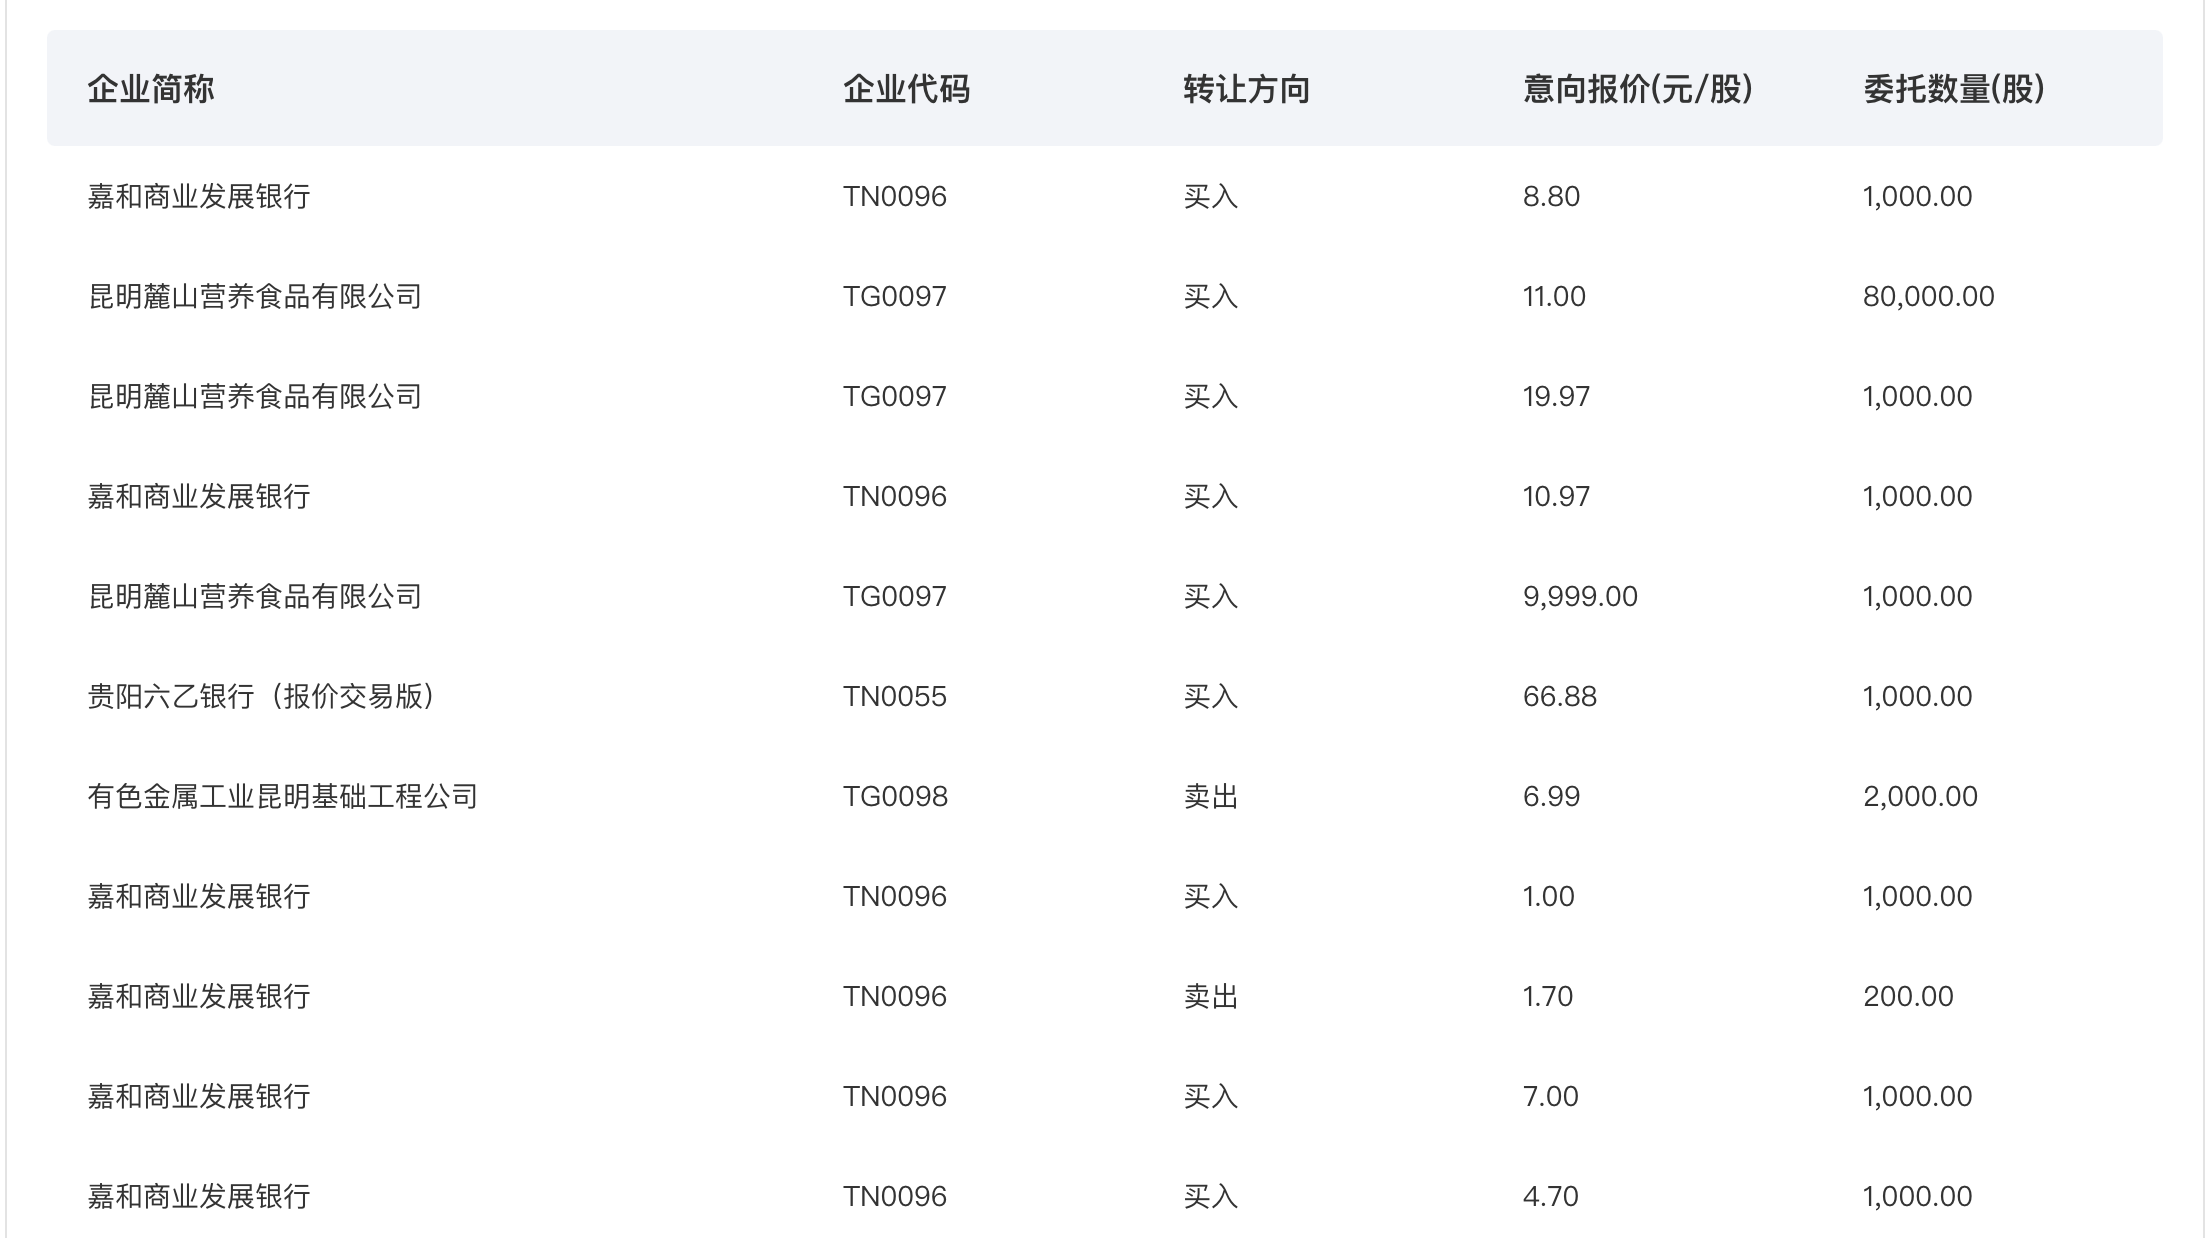 企业简称 企业代码 转让方向 意向报价(元/股) 委托数量(股)
嘉和商业发展银行 TN0096 买入 8.80 1,000.00
昆明麓山营养食品有限公司 TG0097 买入 11.00 80,000.00
昆明麓山营养食品有限公司 TG0097 买入 19.97 1,000.00
嘉和商业发展银行 TN0096 买入 10.97 1,000.00
昆明麓山营养食品有限公司 TG0097 买入 9,999.00 1,000.00
贵阳六乙银行（报价交易版） TN0055 买入 66.88 1,000.00
有色金属工业昆明基础工程公司 TG0098 卖出 6.99 2,000.00
嘉和商业发展银行 TN0096 买入 1.00 1,000.00
嘉和商业发展银行 TN0096 卖出 1.70 200.00
嘉和商业发展银行 TN0096 买入 7.00 1,000.00
嘉和商业发展银行 TN0096 买入 4.70 1,000.00